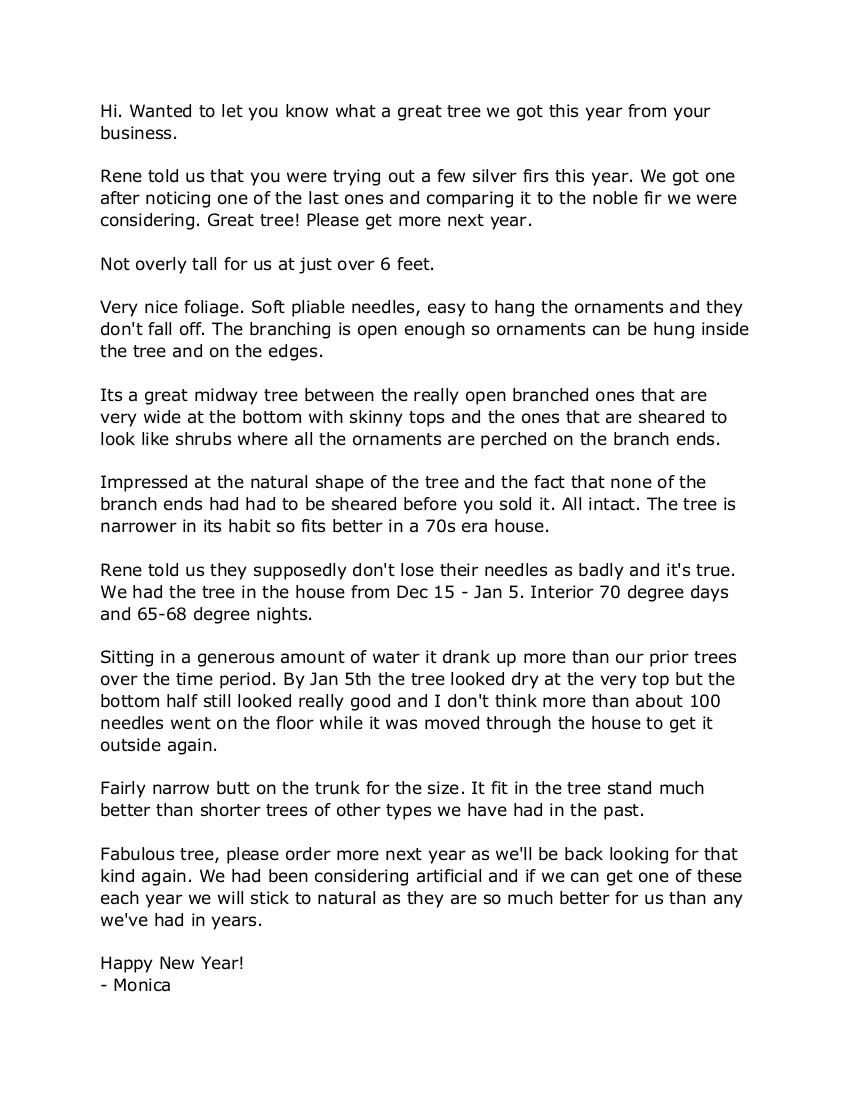 Hi. Wanted to let you know what a great tree we got this year from your
business.
Rene told us that you were trying out a few silver firs this year. We got one
after noticing one of the last ones and comparing it to the noble fir we were
considering. Great tree! Please get more next year.
Not overly tall for us at just over 6 feet.
Very nice foliage. Soft pliable needles, easy to hang the ornaments and they
don't fall off. The branching is open enough so ornaments can be hung inside
the tree and on the edges.
Its a great midway tree between the really open branched ones that are
very wide at the bottom with skinny tops and the ones that are sheared to
look like shrubs where all the ornaments are perched on the branch ends.
Impressed at the natural shape of the tree and the fact that none of the
branch ends had had to be sheared before you sold it. All intact. The tree is
narrower in its habit so fits better in a 70s era house.
Rene told us they supposedly don't lose their needles as badly and it's true.
We had the tree in the house from Dec 15 - Jan 5. Interior 70 degree days
and 65-68 degree nights.
Sitting in a generous amount of water it drank up more than our prior trees
over the time period. By Jan 5th the tree looked dry at the very top but the
bottom half still looked really good and I don't think more than about 100
needles went on the floor while it was moved through the house to get it
outside again.
Fairly narrow butt on the trunk for the size. It fit in the tree stand much
better than shorter trees of other types we have had in the past.
Fabulous tree, please order more next year as we'll be back looking for that
kind again. We had been considering artificial and if we can get one of these
each year we will stick to natural as they are so much better for us than any
we've had in years.
Happy New Year!
- Monica